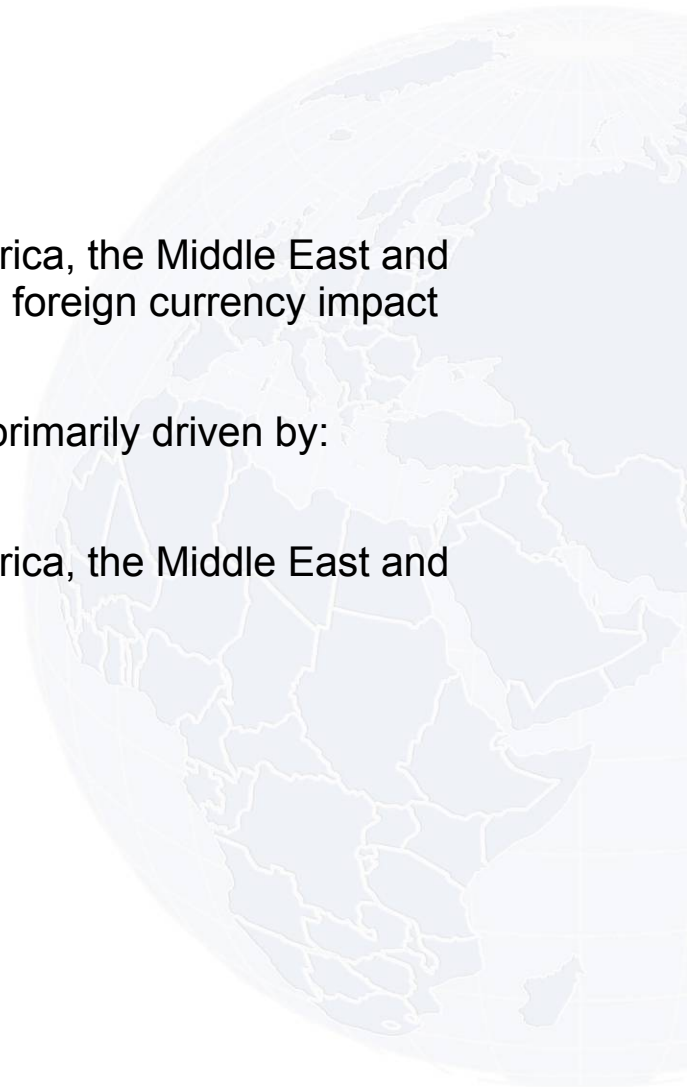 rica, the Middle East and
foreign currency impact
primarily driven by:
rica, the Middle East and